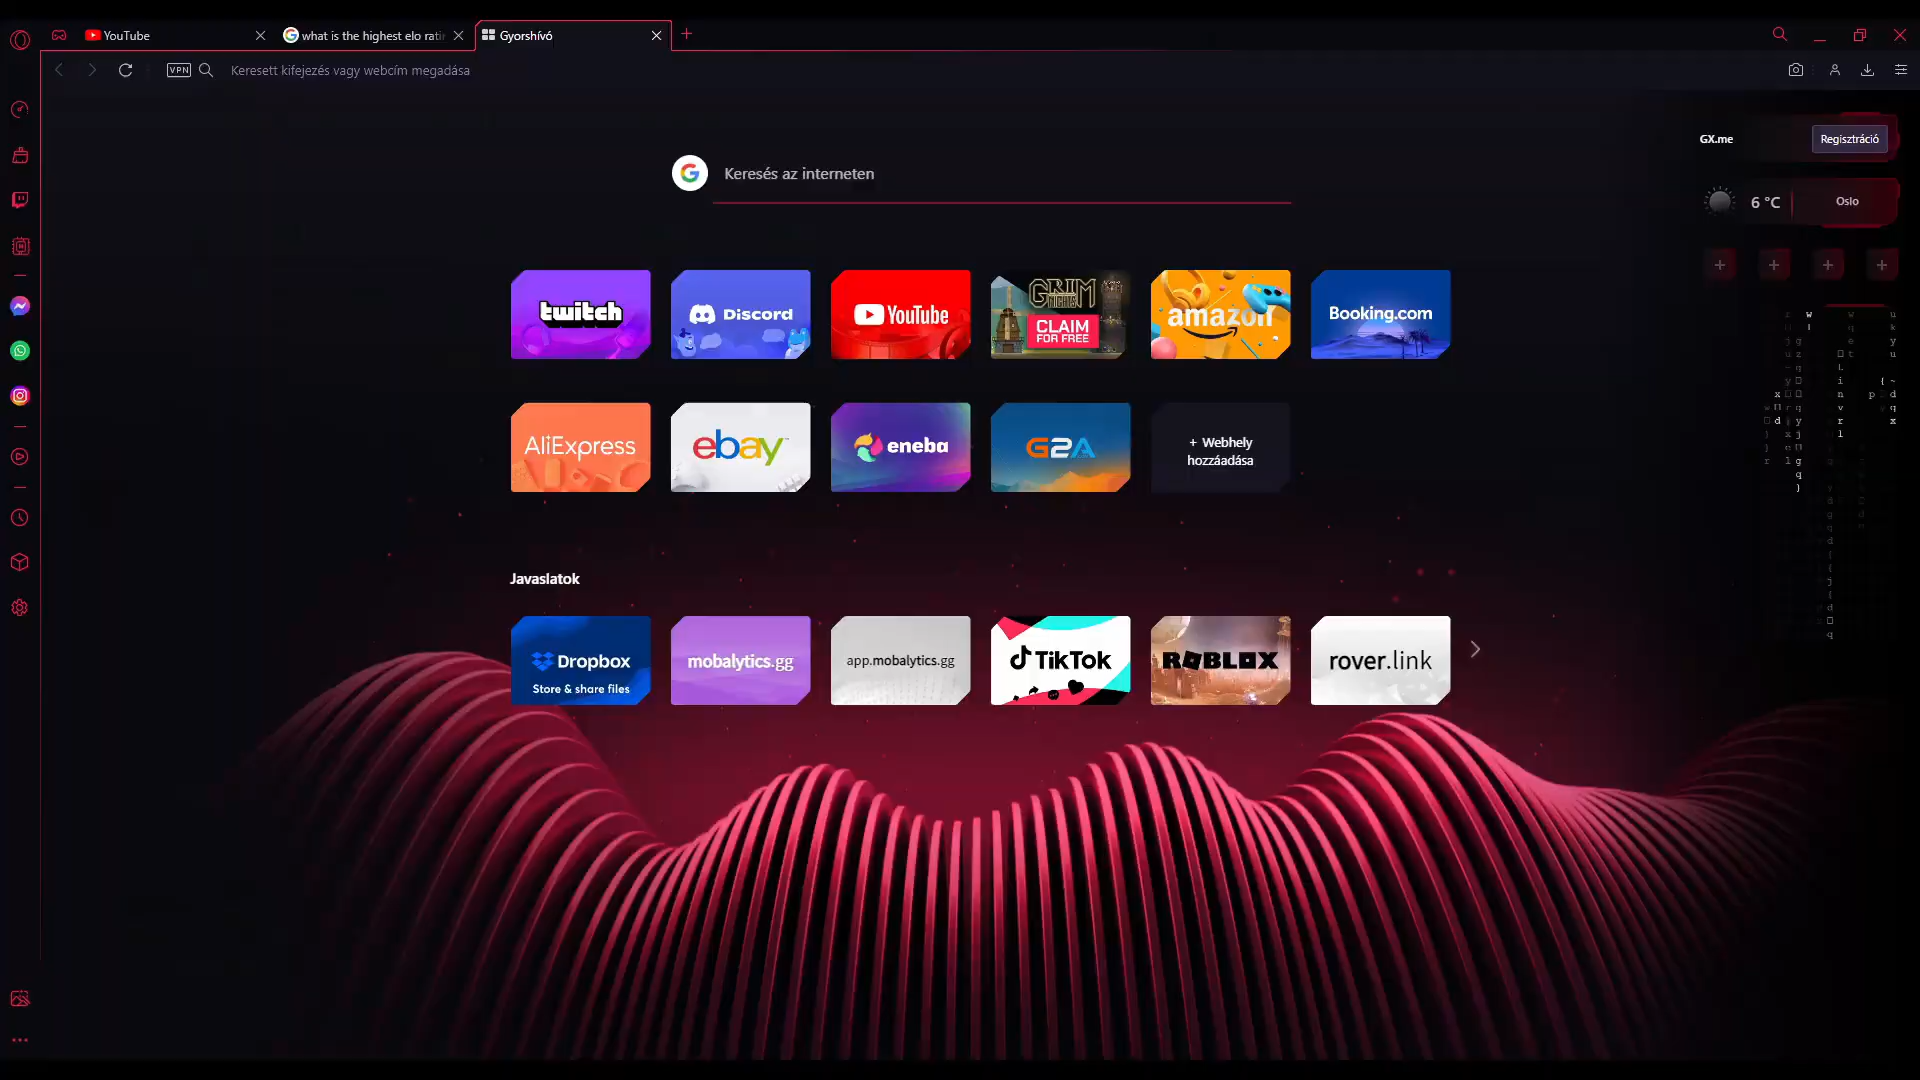 YouTube
what is the highest elo ratin
Gyorshívó
VPN
Keresett kifejezés vagy webcím megadása
GX.me
Regisztráció
Keresés az interneten
6 °C
Oslo
twitch
Discord
YouTube
GRIM
NIGHTS
CLAIM
FOR FREE
amazon
Booking.com
AliExpress
ebay
eneba
G2A
+ Webhely
hozzáadása
Javaslatok
Dropbox
Store & share files
mobalytics.gg
app.mobalytics.gg
TikTok
ROBLOX
rover.link